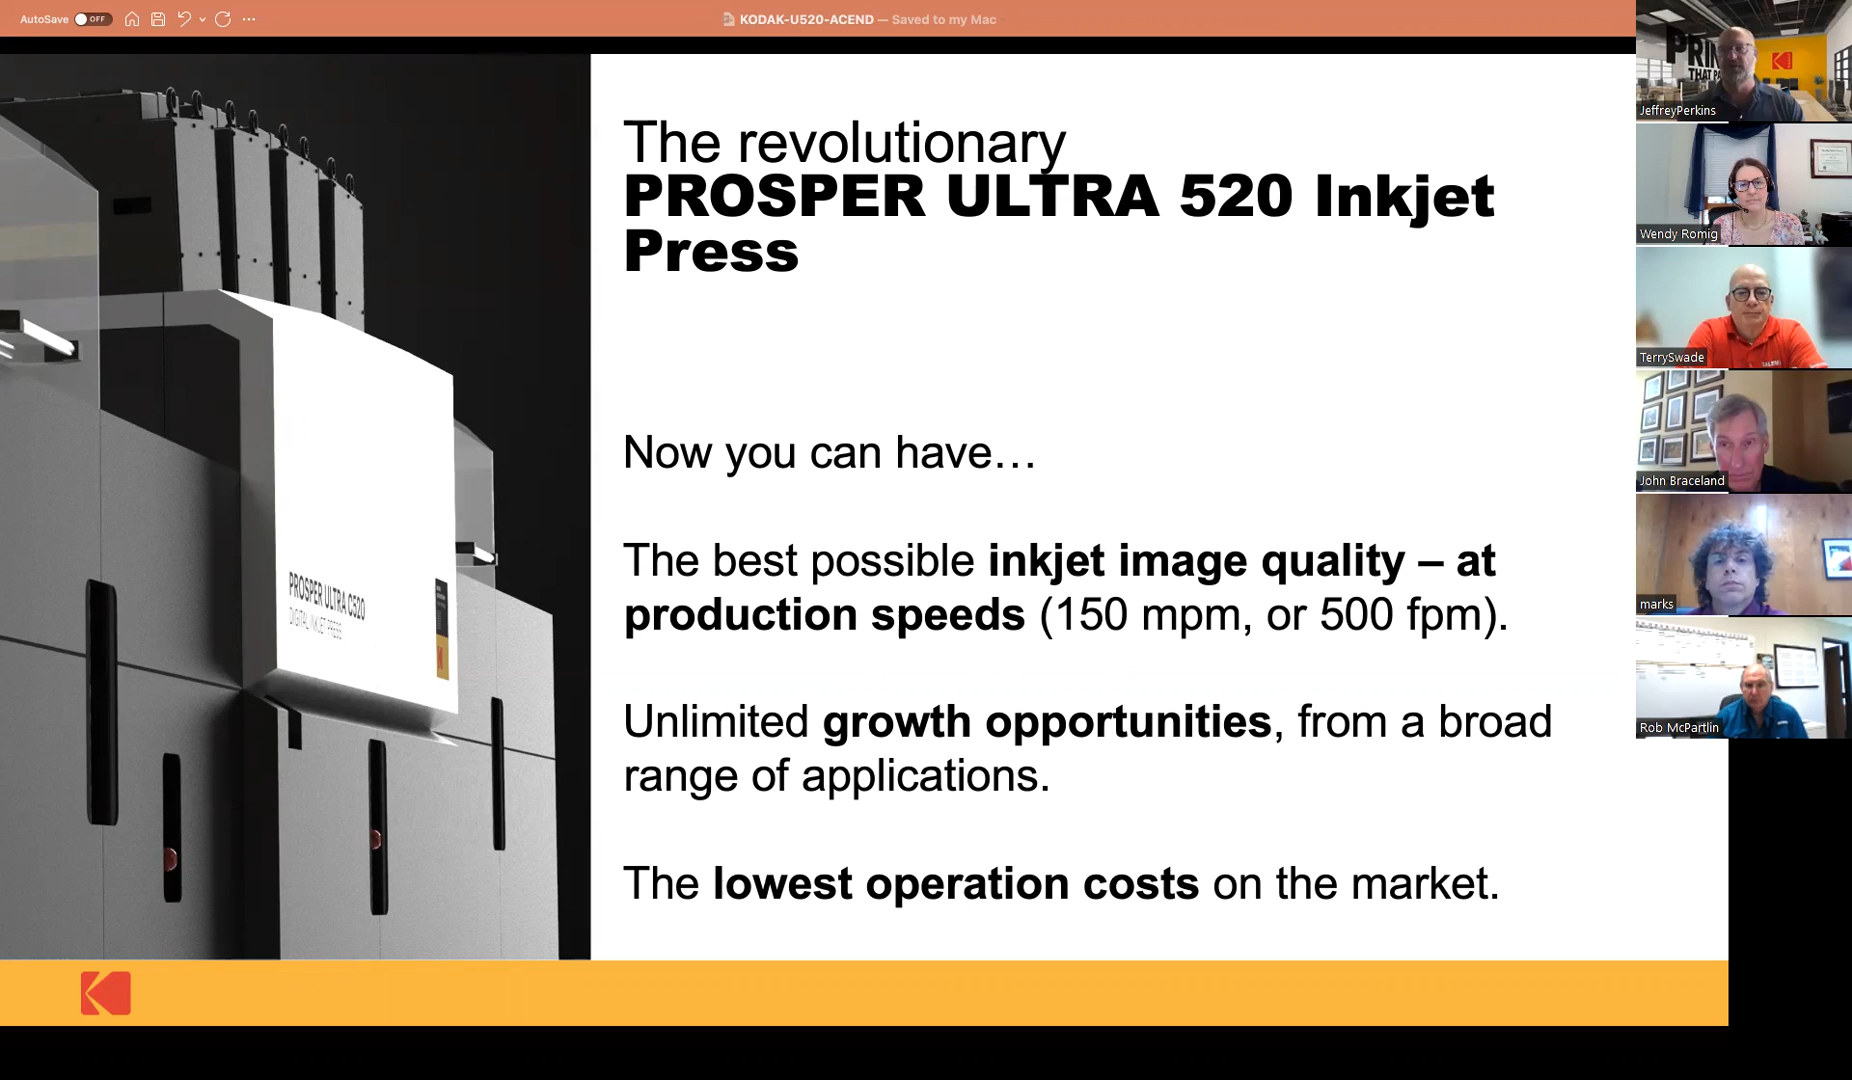 AutoSave OFF
KODAK-U520-ACEND — Saved to my Mac
The revolutionary
PROSPER ULTRA 520 Inkjet
Press
Now you can have…
The best possible inkjet image quality – at
production speeds (150 mpm, or 500 fpm).
Unlimited growth opportunities, from a broad
range of applications.
The lowest operation costs on the market.
PROSPER ULTRA C520
DIGITAL INKJET PRESS
JeffreyPerkins
Wendy Romig
TerrySwade
John Braceland
marks
Rob McPartlin